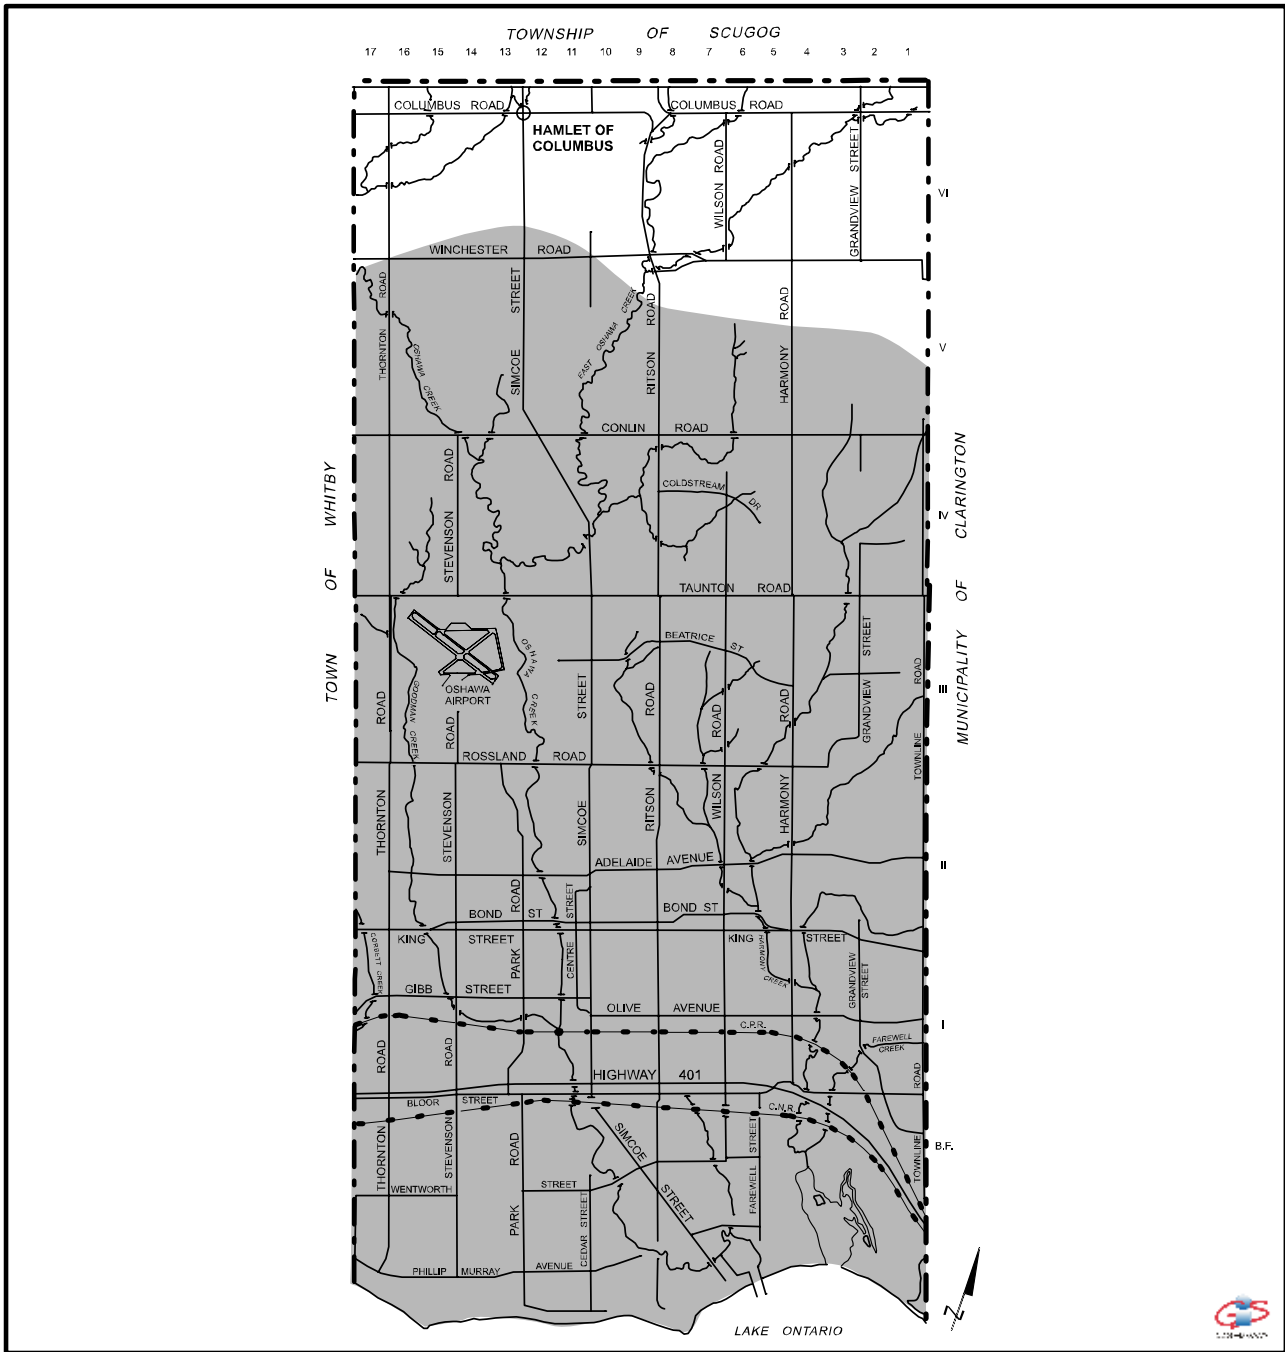 TOWNSHIP OF SCUGOG
17 16 15 14 13 12 11 10 9 8 7 6 5 4 3 2 1
COLUMBUS ROAD
COLUMBUS ROAD
HAMLET OF
COLUMBUS
WILSON ROAD
GRANDVIEW STREET
VI
WINCHESTER ROAD
THORNTON ROAD
OSHAWA CREEK
SIMCOE STREET
EAST OSHAWA CREEK
RITSON ROAD
HARMONY ROAD
V
CONLIN ROAD
TOWN OF WHITBY
MUNICIPALITY OF CLARINGTON
STEVENSON ROAD
COLDSTREAM DR
IV
TAUNTON ROAD
OSHAWA CREEK
BEATRICE ST
OSHAWA
AIRPORT
GOODMAN CREEK
THORNTON ROAD
STEVENSON ROAD
SIMCOE STREET
RITSON ROAD
WILSON ROAD
HARMONY ROAD
GRANDVIEW STREET
TOWNLINE ROAD
III
ROSSLAND ROAD
ADELAIDE AVENUE
II
PARK ROAD
CENTRE STREET
BOND ST
BOND ST
KING STREET
KING STREET
CORBETT CREEK
HARMONY CREEK
GRANDVIEW STREET
GIBB STREET
OLIVE AVENUE
C.P.R.
I
FAREWELL
CREEK
THORNTON ROAD
STEVENSON ROAD
HIGHWAY 401
TOWNLINE ROAD
BLOOR STREET
C.N.R.
B.F.
PARK ROAD
SIMCOE STREET
FAREWELL STREET
WENTWORTH STREET
CEDAR STREET
PHILLIP MURRAY AVENUE
LAKE ONTARIO
N
GIS